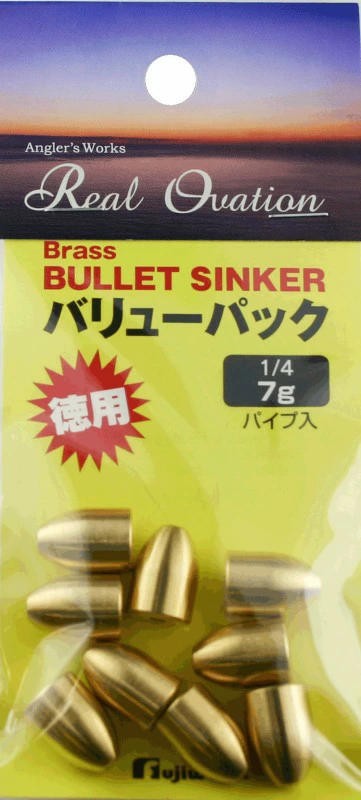 Angler's Works
Real Ovation
Brass
BULLET SINKER
バリューパック
徳用
1/4
7g
パイプ入